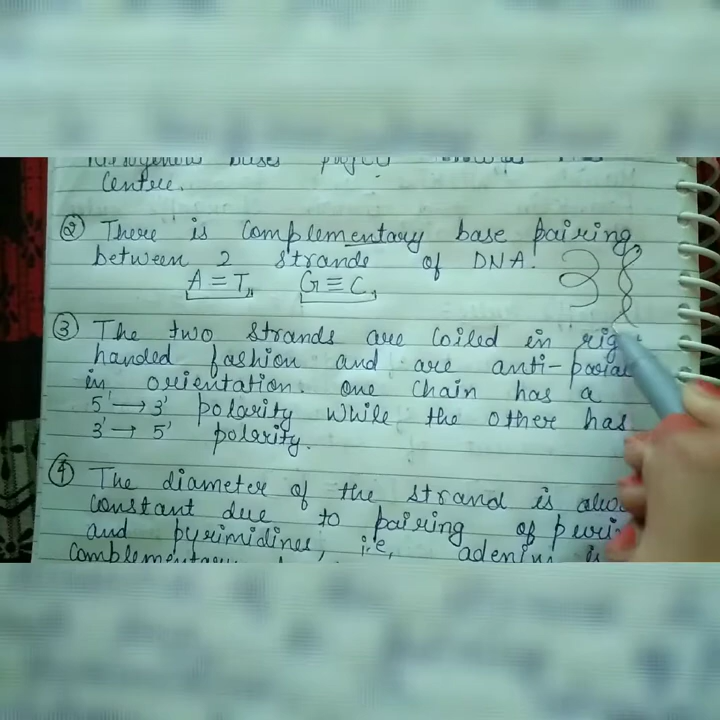 centre.
② There is complementary base pairing
between 2 strands of DNA.
A = T,, G ≡ C,
③ The two strands are coiled in
handed fashion and are anti-
in orientation. One chain has a
5' → 3' polarity while the other has
3' → 5' polarity.
④ The diameter of the strand is
constant due to pairing of
and pyrimidines, i.e,